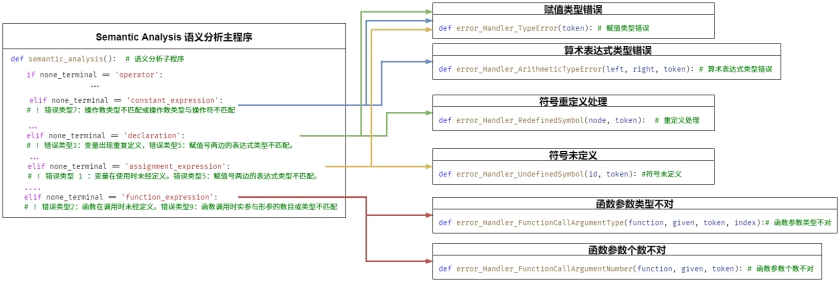 Semantic Analysis 语义分析主程序
def semantic_analysis(): # 语义分析子程序
if none_terminal == 'operator':
...
elif none_terminal == 'constant_expression':
# ! 错误类型7: 操作数类型不匹配或操作数类型与操作符不匹配
...
elif none_terminal == 'declaration':
# ! 错误类型3: 变量出现重复定义, 错误类型5: 赋值号两边的表达式类型不匹配。
...
elif none_terminal == 'assignment_expression':
# ! 错误类型 1 : 变量在使用时未经定义。错误类型5: 赋值号两边的表达式类型不匹配。
....
elif none_terminal == 'function_expression':
# ! 错误类型2: 函数在调用时未经定义。错误类型9: 函数调用时实参与形参的数目或类型不匹配
赋值类型错误
def error_Handler_TypeError(token): # 赋值类型错误
算术表达式类型错误
def error_Handler_ArithmeticTypeError(left, right, token): # 算术表达式类型错误
符号重定义处理
def error_Handler_RedefinedSymbol(node, token): # 重定义处理
符号未定义
def error_Handler_UndefinedSymbol(id, token): #符号未定义
函数参数类型不对
def error_Handler_FunctionCallArgumentType(function, given, token, index):# 函数参数类型不对
函数参数个数不对
def error_Handler_FunctionCallArgumentNumber(function, given, token): # 函数参数个数不对